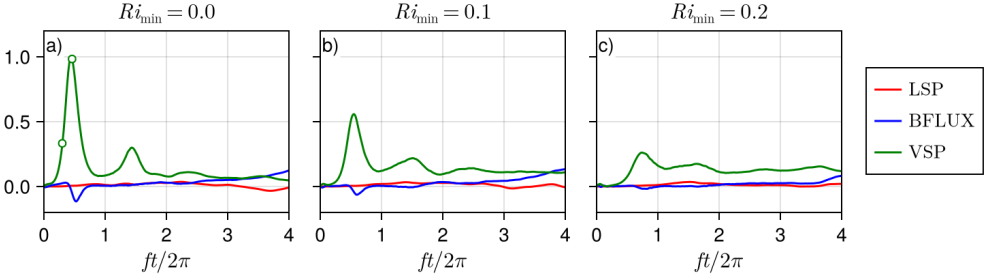 Ri_min = 0.0
Ri_min = 0.1
Ri_min = 0.2
a)
b)
c)
1.0
0.5
0.0
LSP
BFLUX
VSP
0 1 2 3 4
0 1 2 3 4
0 1 2 3 4
ft/2π
ft/2π
ft/2π